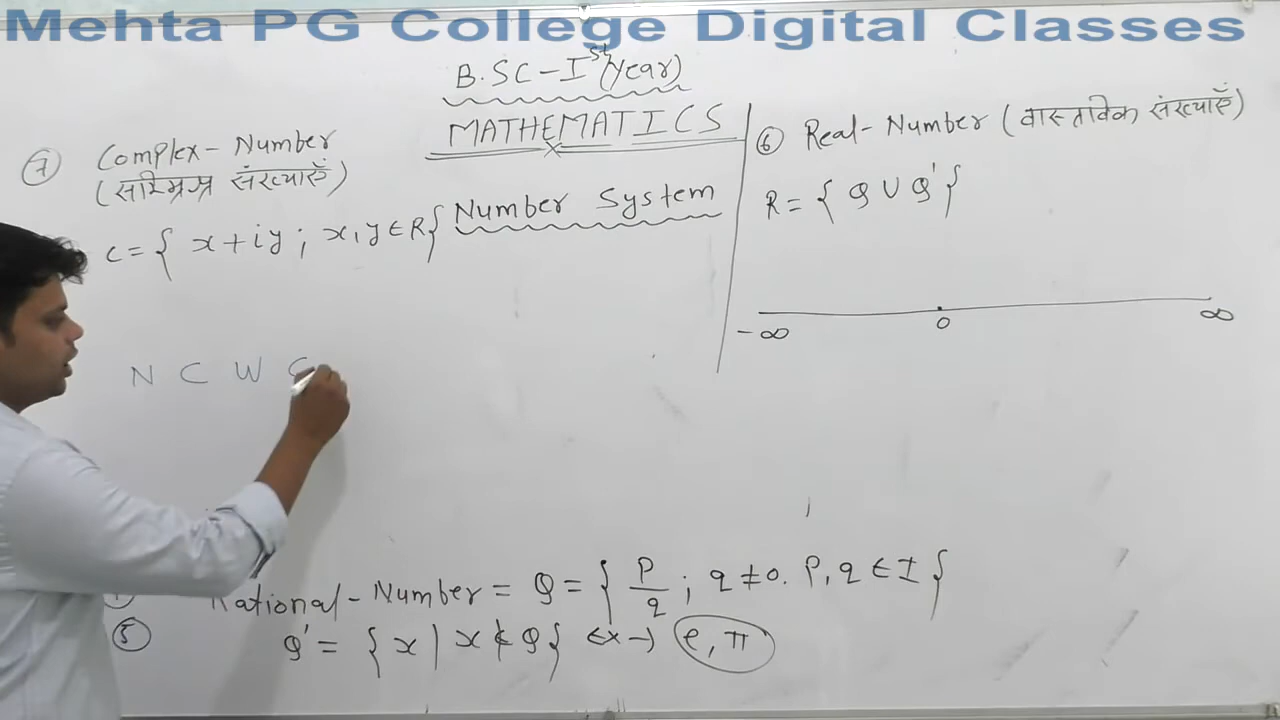 Mehta PG College Digital Classes
B.SC - Iˢᵗ (year)
MATHEMATICS
Number System
⑦ Complex - Number
(सम्मिश्र संख्याएँ)
C = { x + iy ; x, y ∈ R}
N ⊂ W ⊂
⑥ Real - Number (वास्तविक संख्याएँ)
R = { Q ∪ Q' }
-∞ 0 ∞
Rational - Number = Q = { p/q ; q ≠ 0. P, q ∈ I }
⑤ Q' = { x | x ∉ Q}
e, π